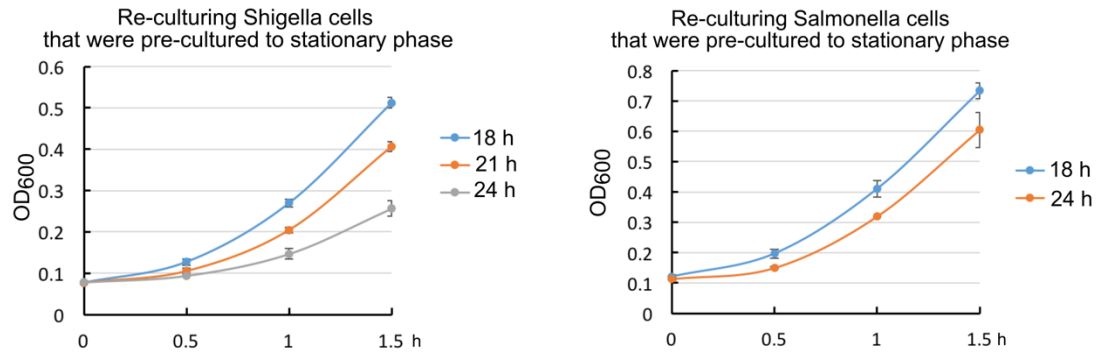 Re-culturing Shigella cells
that were pre-cultured to stationary phase
0.6
0.5
0.4
0.3
0.2
0.1
0
OD600
0
0.5
1
1.5 h
18 h
21 h
24 h
Re-culturing Salmonella cells
that were pre-cultured to stationary phase
0.8
0.7
0.6
0.5
0.4
0.3
0.2
0.1
0
OD600
0
0.5
1
1.5 h
18 h
24 h